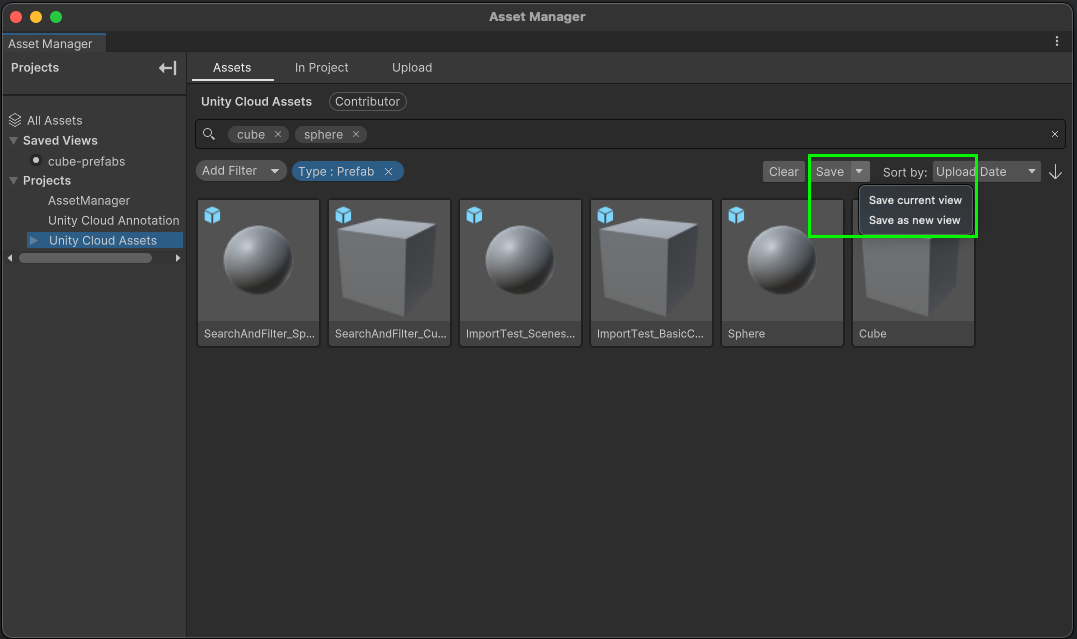 Asset Manager
Asset Manager
Projects
Assets
In Project
Upload
Unity Cloud Assets
Contributor
All Assets
Saved Views
cube-prefabs
Projects
AssetManager
Unity Cloud Annotation
Unity Cloud Assets
cube
sphere
Add Filter
Type : Prefab
Clear
Save
Sort by:
Upload Date
Save current view
Save as new view
SearchAndFilter_Sp...
SearchAndFilter_Cu...
ImportTest_Scenes...
ImportTest_BasicC...
Sphere
Cube